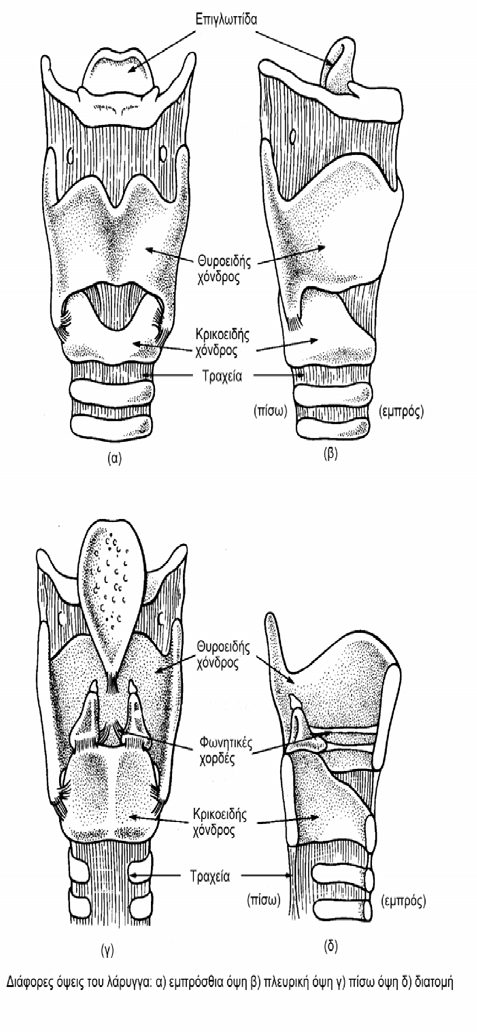 Επιγλωττίδα
Θυροειδής
χόνδρος
Κρικοειδής
χόνδρος
Τραχεία
(πίσω)
(εμπρός)
(α)
(β)
Θυροειδής
χόνδρος
Φωνητικές
χορδές
Κρικοειδής
χόνδρος
Τραχεία
(πίσω)
(εμπρός)
(γ)
(δ)
Διάφορες όψεις του λάρυγγα: α) εμπρόσθια όψη β) πλευρική όψη γ) πίσω όψη δ) διατομή